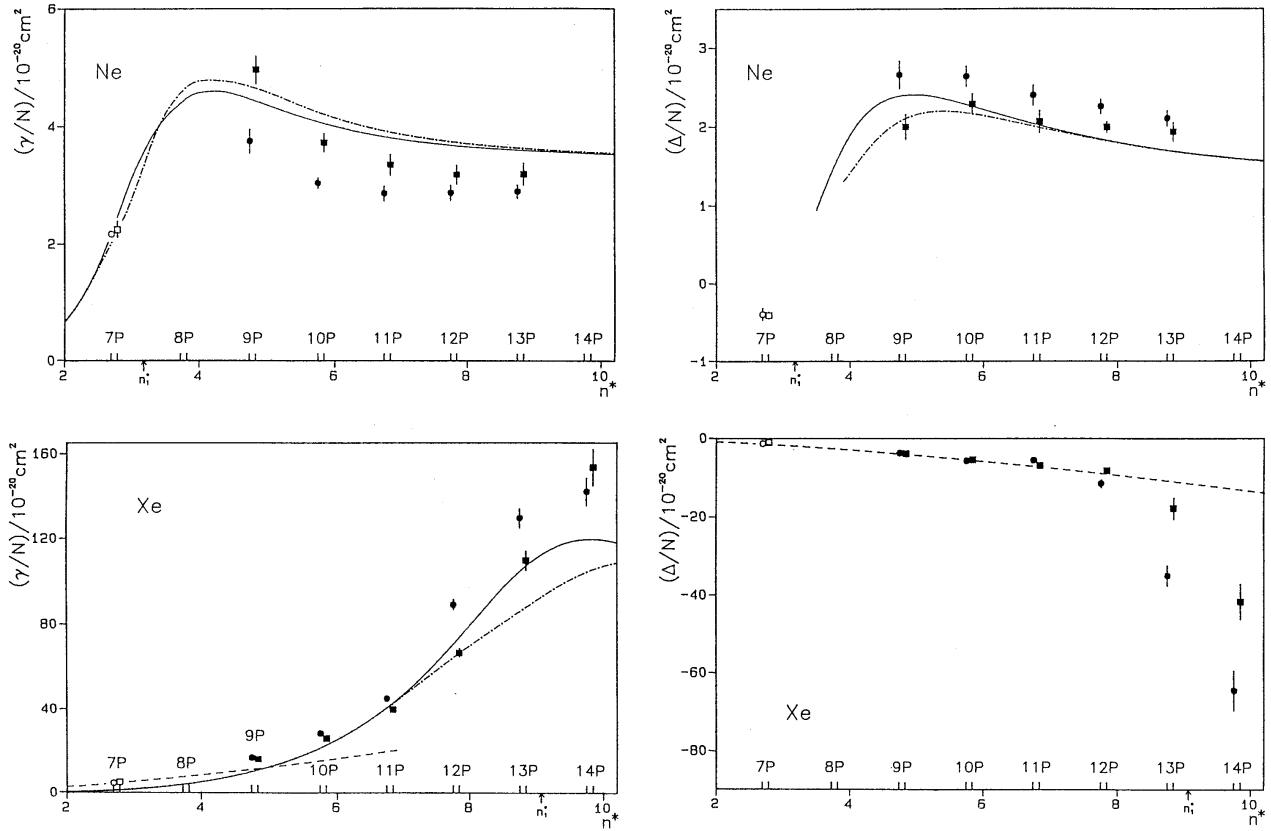 (γ/N)/10⁻²⁰cm²
6
4
2
0
Ne
7P 8P 9P 10P 11P 12P 13P 14P
2 n₁* 4 6 8 10 n*
(Δ/N)/10⁻²⁰cm²
3
2
1
0
-1
Ne
7P 8P 9P 10P 11P 12P 13P 14P
2 n₁* 4 6 8 10 n*
(γ/N)/10⁻²⁰cm²
160
120
80
40
0
Xe
7P 8P 9P 10P 11P 12P 13P 14P
2 4 6 8 n₁* 10 n*
(Δ/N)/10⁻²⁰cm²
0
-20
-40
-60
-80
Xe
7P 8P 9P 10P 11P 12P 13P 14P
2 4 6 8 n₁* 10 n*